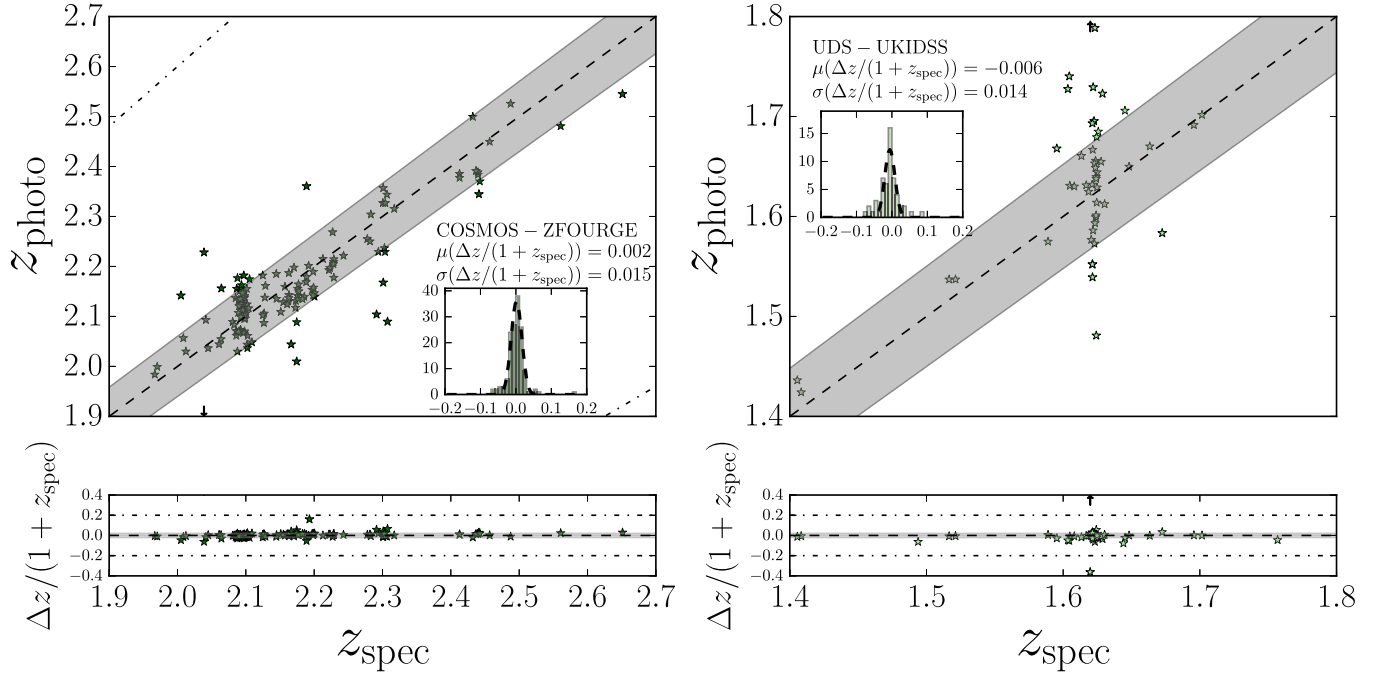 2.7
2.6
2.5
2.4
2.3
2.2
2.1
2.0
1.9
z_photo
COSMOS − ZFOURGE
μ(Δz/(1 + z_spec)) = 0.002
σ(Δz/(1 + z_spec)) = 0.015
40
30
20
10
0
−0.2 −0.1 0.0 0.1 0.2
1.8
1.7
1.6
1.5
1.4
z_photo
UDS − UKIDSS
μ(Δz/(1 + z_spec)) = −0.006
σ(Δz/(1 + z_spec)) = 0.014
15
10
5
0
−0.2 −0.1 0.0 0.1 0.2
Δz/(1 + z_spec)
0.4
0.2
0.0
−0.2
−0.4
1.9 2.0 2.1 2.2 2.3 2.4 2.5 2.6 2.7
z_spec
Δz/(1 + z_spec)
0.4
0.2
0.0
−0.2
−0.4
1.4 1.5 1.6 1.7 1.8
z_spec